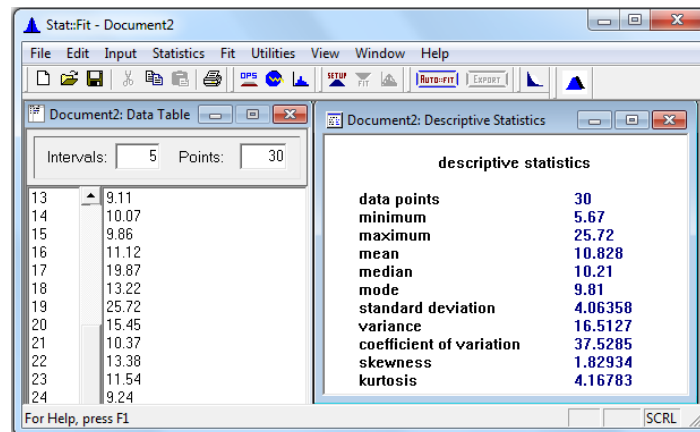 Stat::Fit - Document2
File Edit Input Statistics Fit Utilities View Window Help
OPS SETUP FIT AUTO::FIT EXPORT
Document2: Data Table
Intervals: 5 Points: 30
13 9.11
14 10.07
15 9.86
16 11.12
17 19.87
18 13.22
19 25.72
20 15.45
21 10.37
22 13.38
23 11.54
24 9.24
Document2: Descriptive Statistics
descriptive statistics
data points 30
minimum 5.67
maximum 25.72
mean 10.828
median 10.21
mode 9.81
standard deviation 4.06358
variance 16.5127
coefficient of variation 37.5285
skewness 1.82934
kurtosis 4.16783
For Help, press F1 SCRL